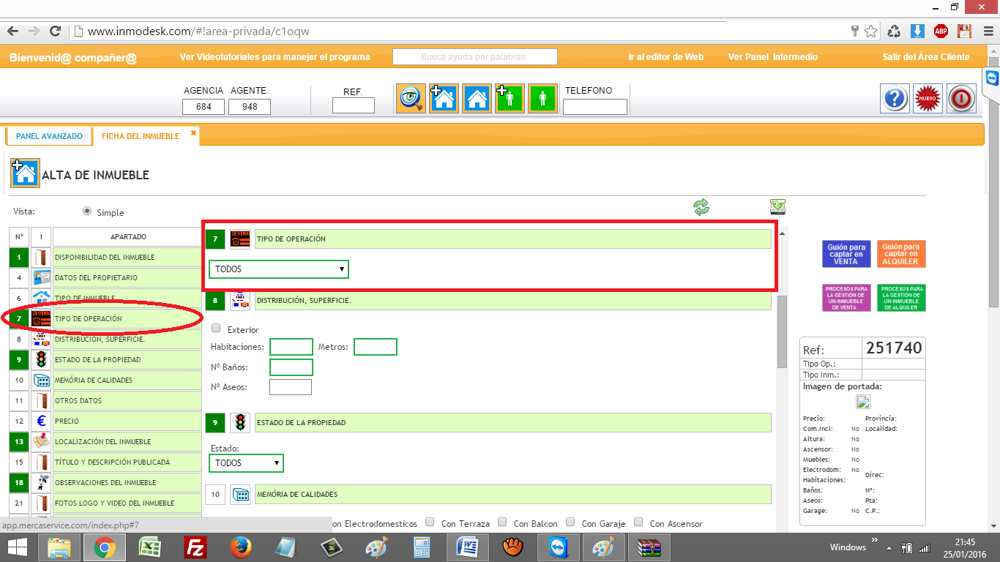 www.inmodesk.com/#!area-privada/c1oqw
ABP
Bienvenid@ compañer@ Ver Videotutoriales para manejar el programa Busca ayuda por palabras Ir al editor de Web Ver Panel Intermedio Salir del Área Cliente
AGENCIA AGENTE. REF. TELEFONO
684 948
NUEVO
PANEL AVANZADO FICHA DEL INMUEBLE
ALTA DE INMUEBLE
Vista: Simple
Nº I APARTADO
1 DISPONIBILIDAD DEL INMUEBLE
4 DATOS DEL PROPIETARIO
6 TIPO DE INMUEBLE
7 SE VENDE TIPO DE OPERACIÓN
8 DISTRIBUCIÓN, SUPERFICIE.
9 ESTADO DE LA PROPIEDAD
10 MEMÓRIA DE CALIDADES
11 OTROS DATOS
12 € PRECIO
13 LOCALIZACIÓN DEL INMUEBLE
15 TÍTULO Y DESCRIPCIÓN PUBLICADA
18 OBSERVACIONES DEL INMUEBLE
21 FOTOS LOGO Y VIDEO DEL INMUEBLE
app.mercaservice.com/index.php#7
7 SE VENDE TIPO DE OPERACIÓN
TODOS
8 DISTRIBUCIÓN, SUPERFICIE.
Exterior
Habitaciones: Metros:
Nº Baños:
Nº Aseos:
9 ESTADO DE LA PROPIEDAD
Estado:
TODOS
10 MEMÓRIA DE CALIDADES
on Electrodomesticos Con Terraza Con Balcon Con Garaje Con Ascensor
Guión para
captar en
VENTA
Guión para
captar en
ALQUILER
PROCESOS PARA
LA GESTIÓN DE
UN INMUEBLE
DE VENTA
PROCESOS PARA
LA GESTIÓN DE
UN INMUEBLE
DE ALQUILER
Ref: 251740
Tipo Op.:
Tipo Inm.:
Imagen de portada:
Precio: Provincia:
Com.Incl: No Localidad:
Altura: No
Ascensor: No
Muebles: No
Electrodom: No
Direc:
Habitaciones:
Baños: Nº:
Aseos: Pta:
Garage: No C.P.:
Windows 21:45
25/01/2016